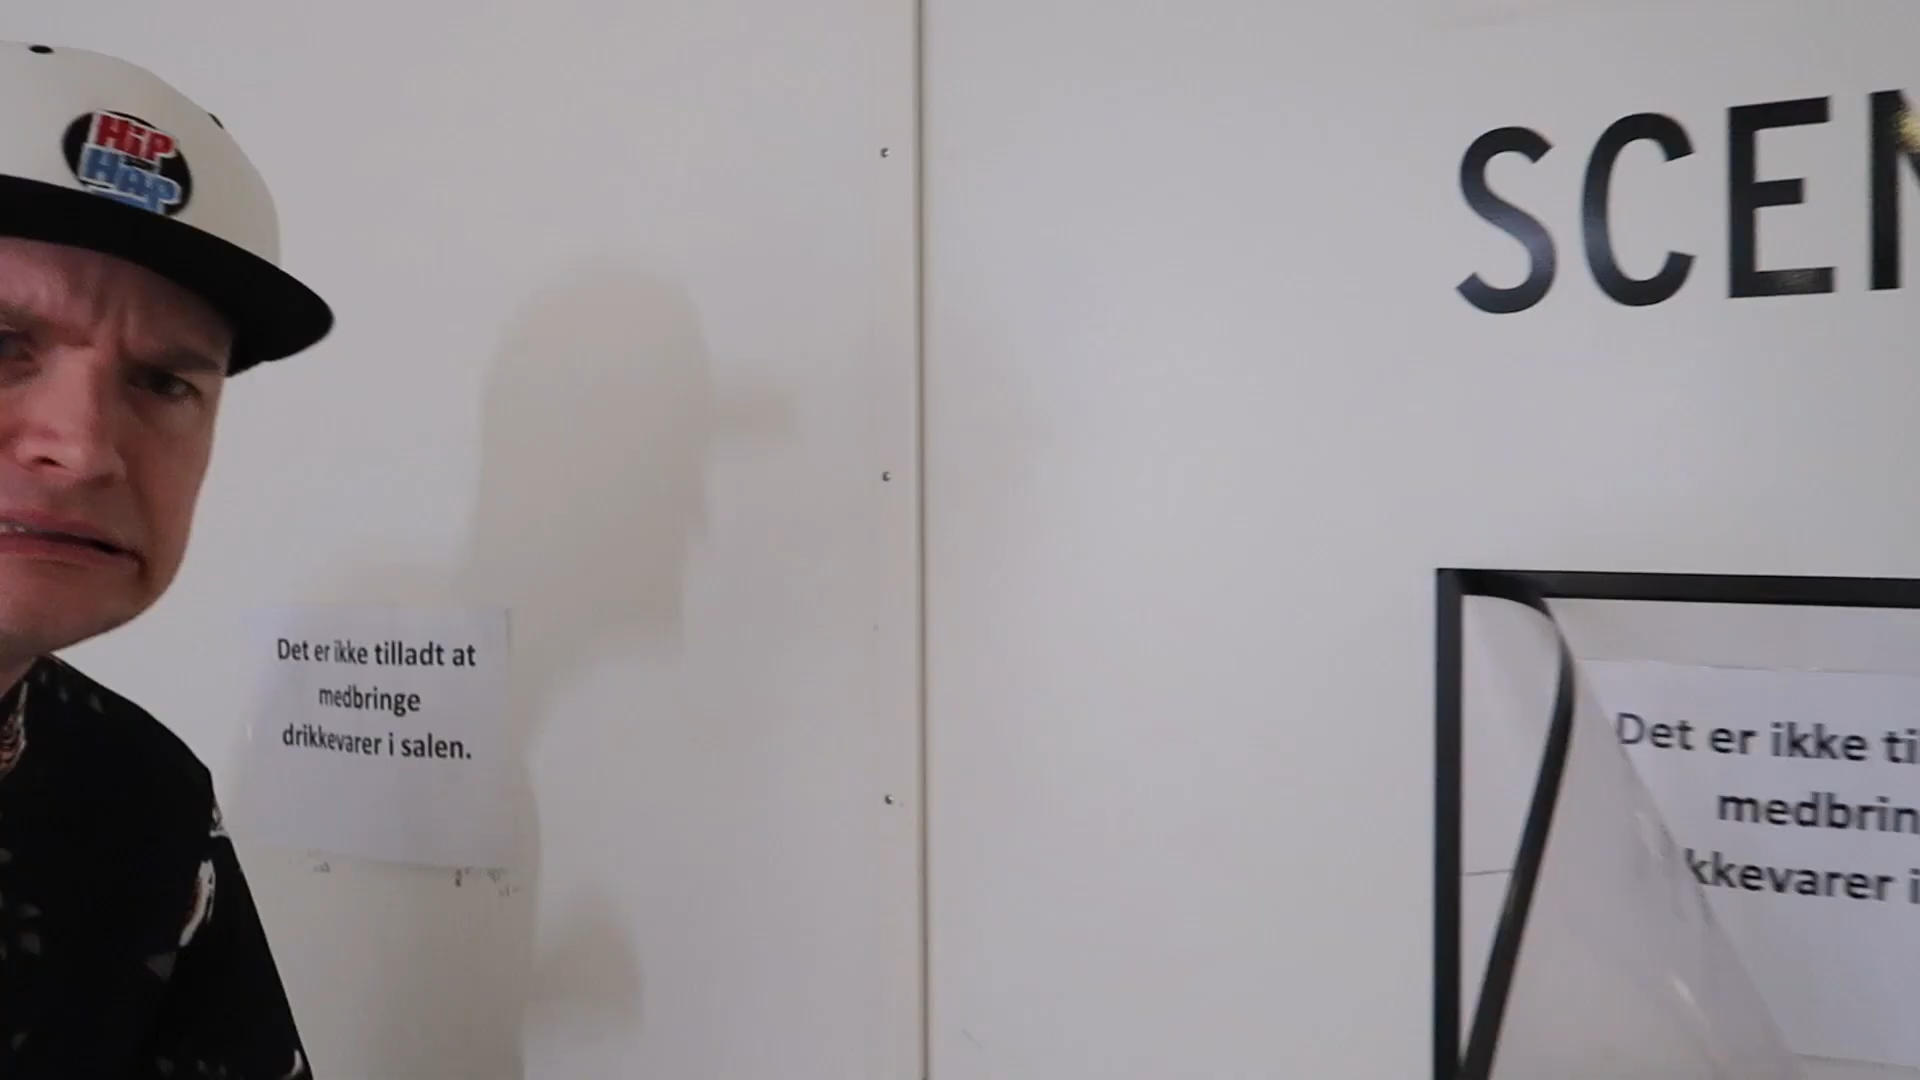 HiP
HAP
SCEN
Det er ikke tilladt at
medbringe
drikkevarer i salen.
Det er ikke ti
medbrin
kkevarer i